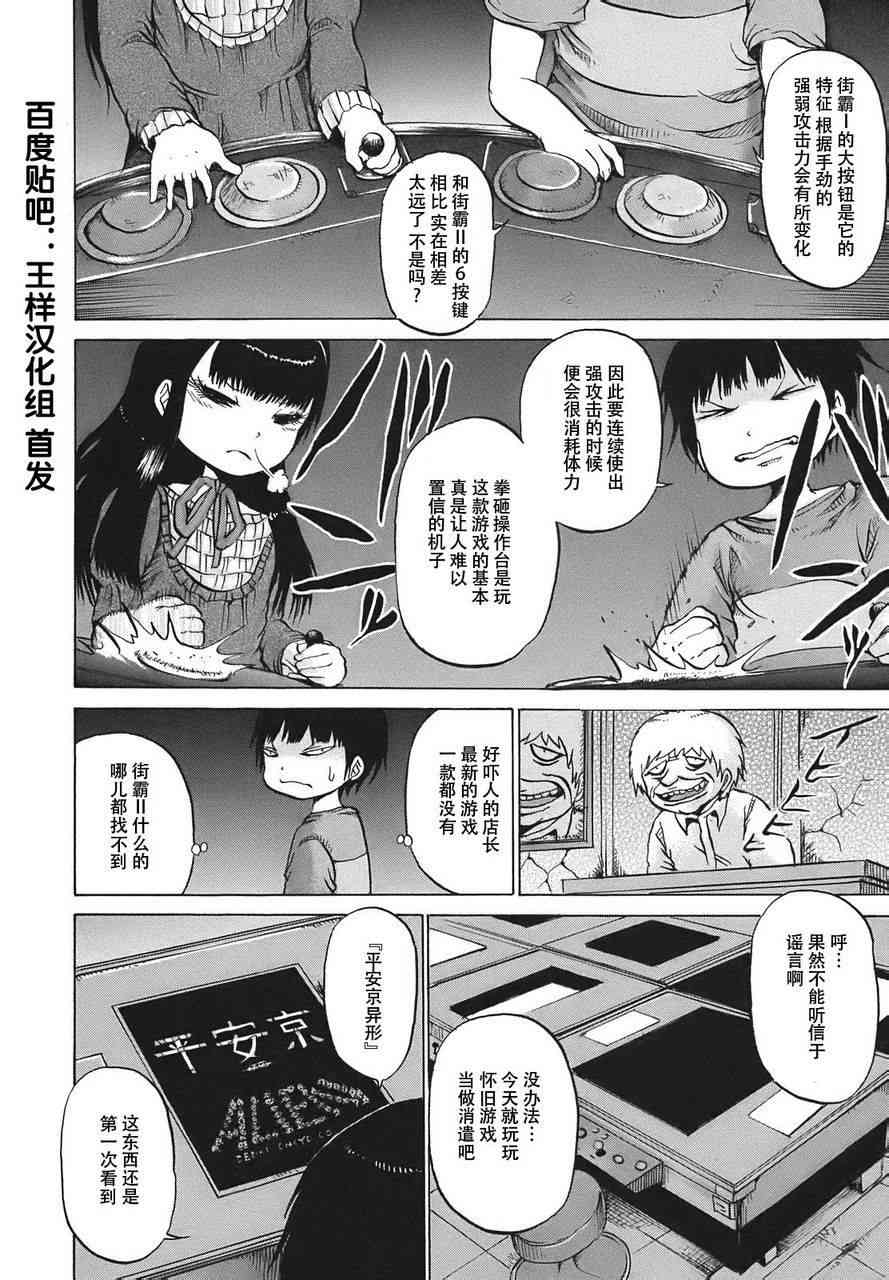 街霸Ⅰ的大按钮是它的
特征 根据手劲的
强弱攻击力会有所变化
和街霸Ⅱ的6按键
相比 实在相差
太远了 不是吗？
因此要连续使出
强攻击的时候
便会很消耗体力
拳砸操作台是玩
这款游戏的基本
真是让人难以
置信的机子
好吓人的店长
最新的游戏
一款都没有
街霸Ⅱ什么的
哪儿都找不到
呼…
果然不能听信于
谣言啊
没办法…
今天就玩玩
怀旧游戏
当做消遣吧
『平安京异形』
平安京
ALIEN
DENKI ONKYO CO
这东西还是
第一次看到
百度贴吧：王样汉化组 首发